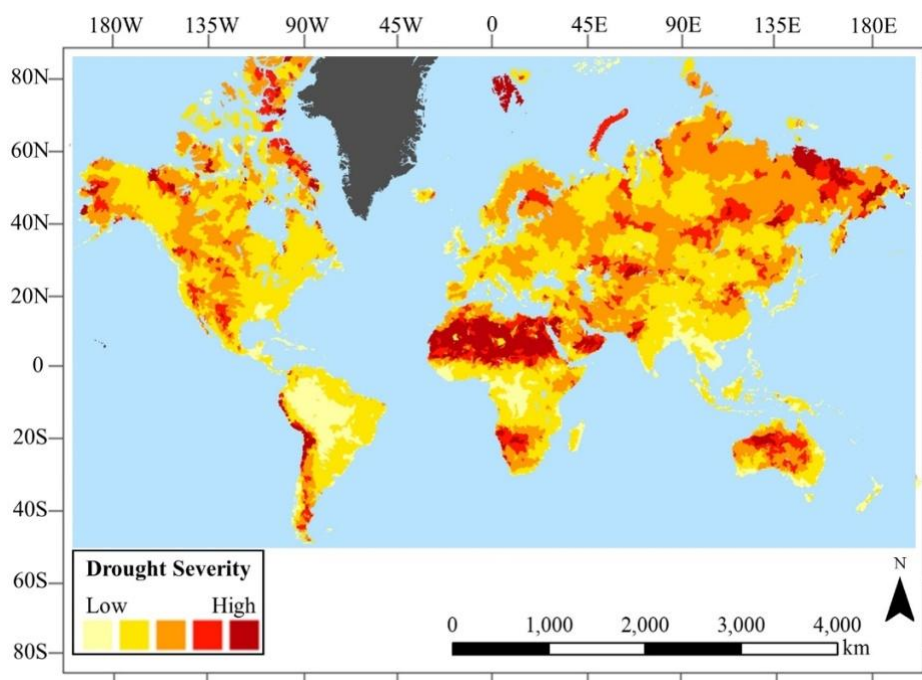 180W 135W 90W 45W 0 45E 90E 135E 180E
80N
60N
40N
20N
0
20S
40S
60S
80S
Drought Severity
Low High
N
0 1,000 2,000 3,000 4,000
km